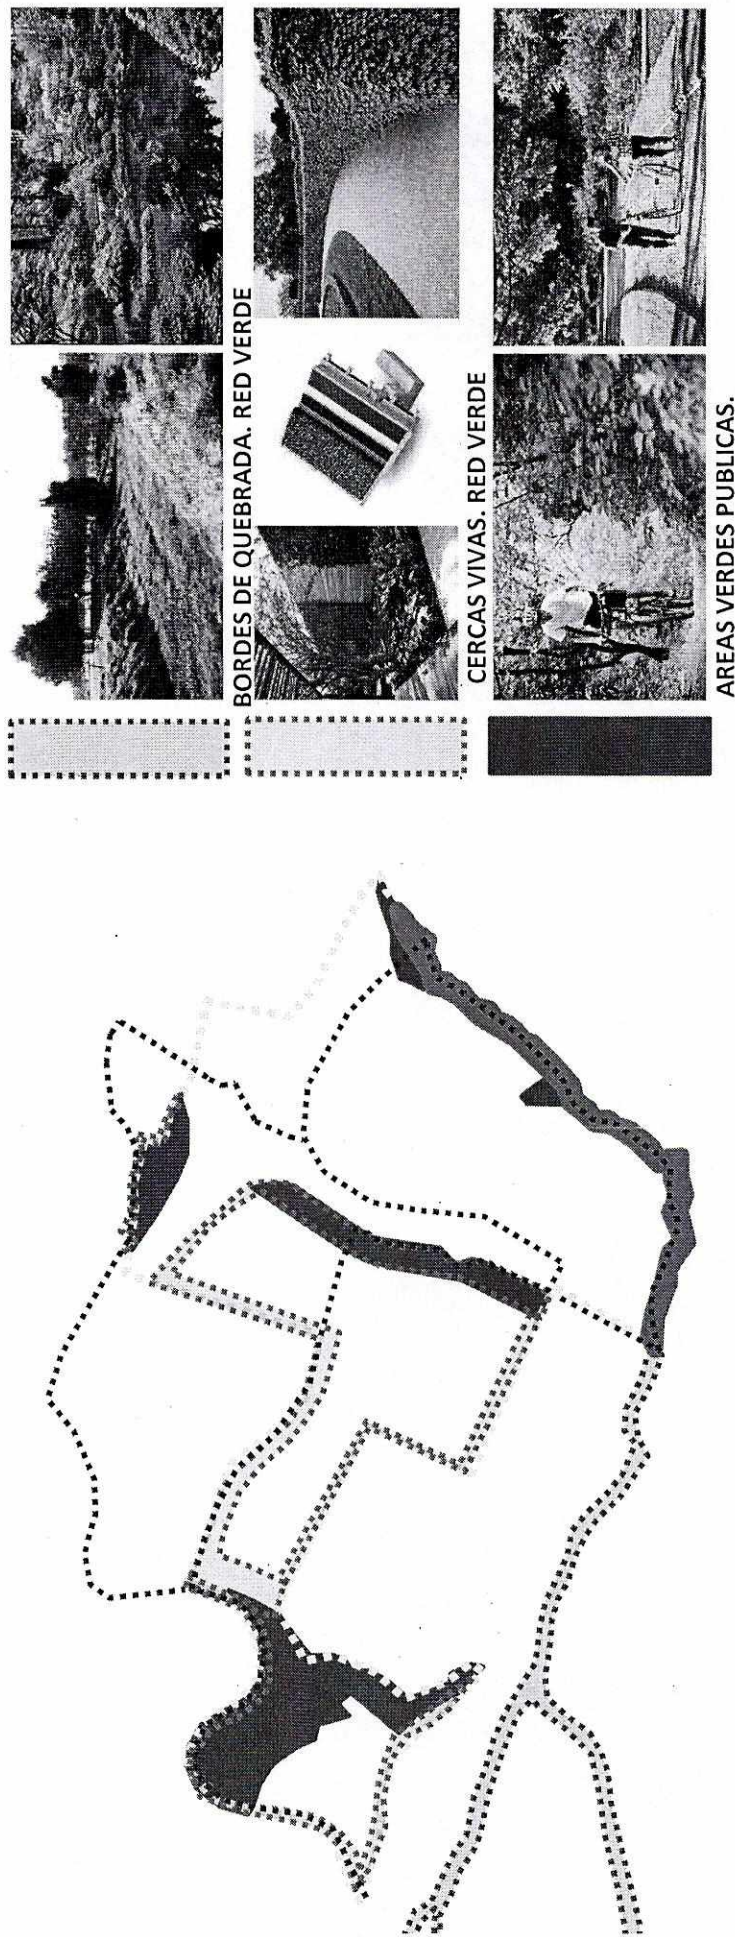 BORDES DE QUEBRADA. RED VERDE
CERCAS VIVAS. RED VERDE
AREAS VERDES PUBLICAS.